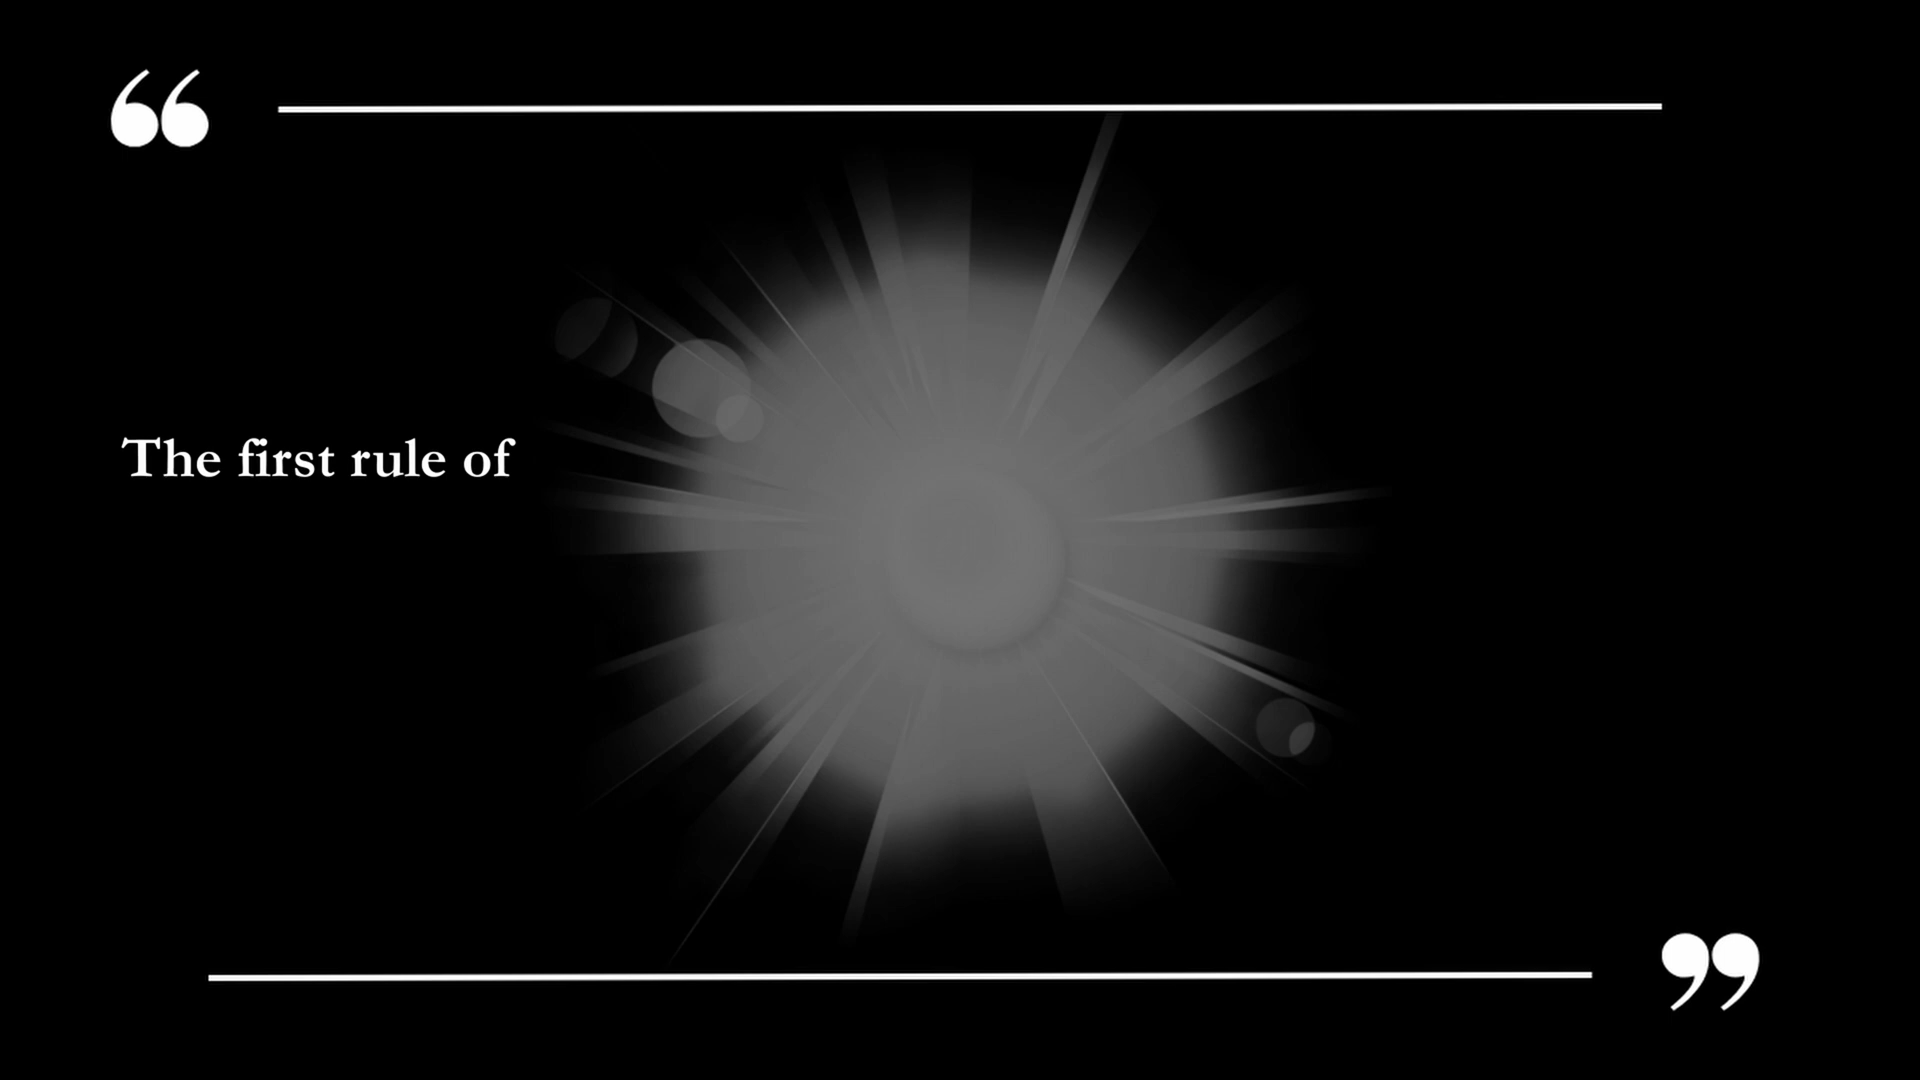 “
The first rule of
”